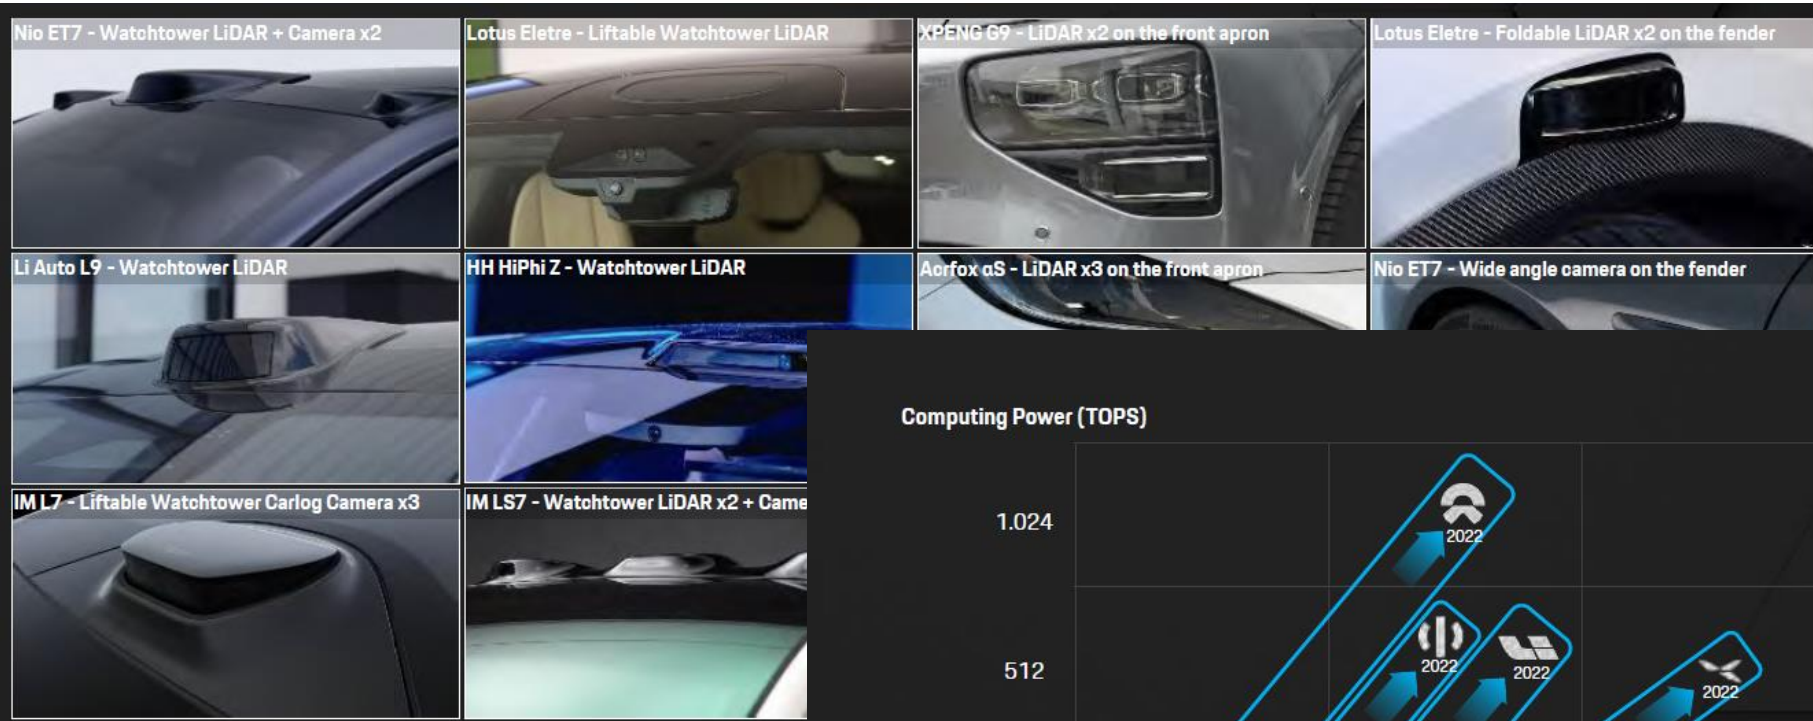 Nio ET7 - Watchtower LiDAR + Camera x2
Lotus Eletre - Liftable Watchtower LiDAR
XPENG G9 - LiDAR x2 on the front apron
Lotus Eletre - Foldable LiDAR x2 on the fender
Li Auto L9 - Watchtower LiDAR
HH HiPhi Z - Watchtower LiDAR
Acrfox αS - LiDAR x3 on the front apron
Nio ET7 - Wide angle camera on the fender
IM L7 - Liftable Watchtower Carlog Camera x3
IM LS7 - Watchtower LiDAR x2 + Came
Computing Power (TOPS)
1.024
2022
512
2022
2022
2022